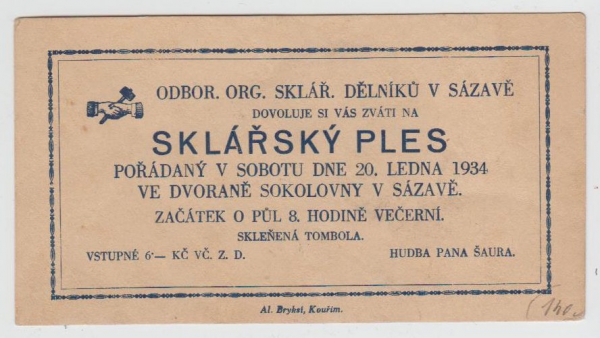 ODBOR. ORG. SKLÁŘ. DĚLNÍKŮ V SÁZAVĚ
DOVOLUJE SI VÁS ZVÁTI NA
SKLÁŘSKÝ PLES
POŘÁDANÝ V SOBOTU DNE 20. LEDNA 1934
VE DVORANĚ SOKOLOVNY V SÁZAVĚ.
ZAČÁTEK O PŮL 8. HODINĚ VEČERNÍ.
SKLEŇENÁ TOMBOLA.
VSTUPNÉ 6·— KČ VČ. Z. D. HUDBA PANA ŠAURA.
Al. Bryksi, Kouřim.
(140.-